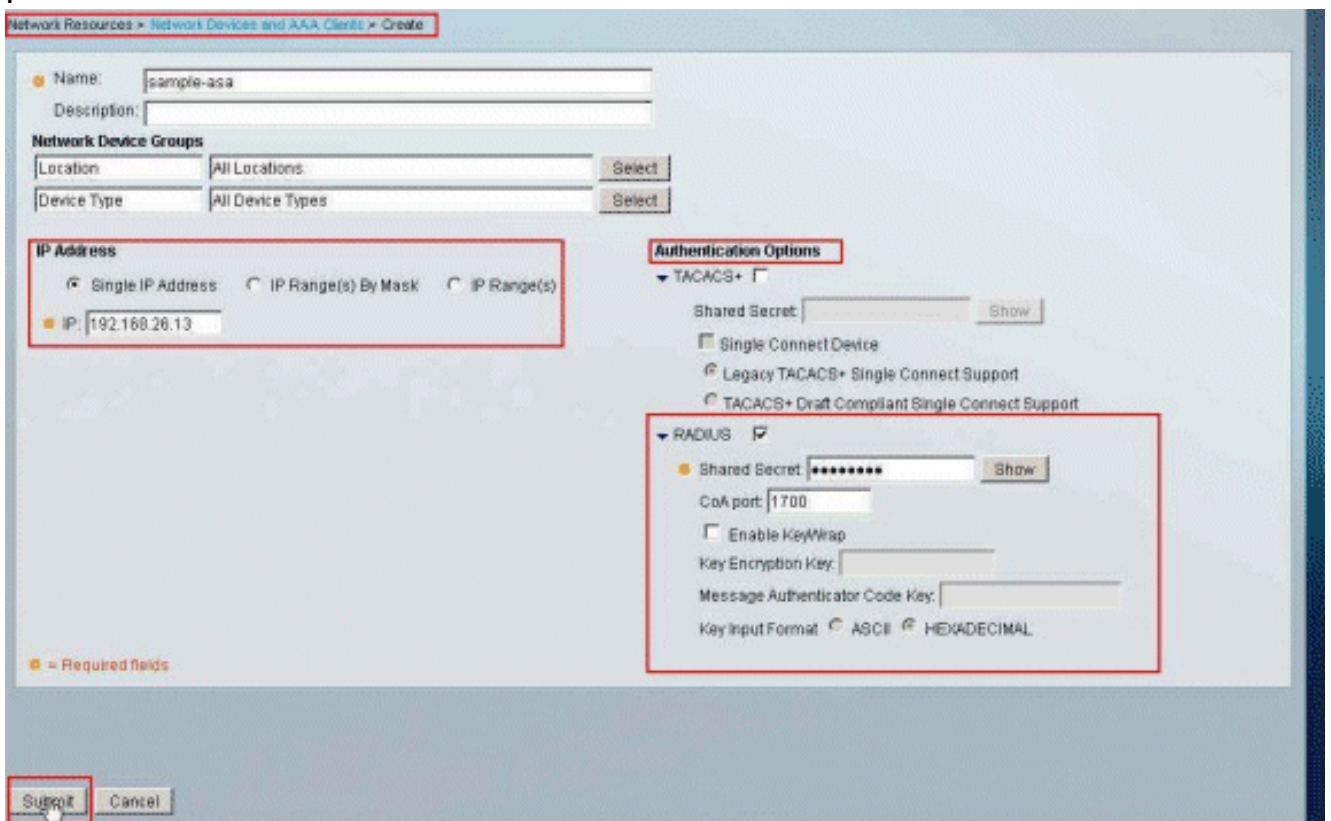 Network Resources > Network Devices and AAA Clients > Create
Name: sample-asa
Description:
Network Device Groups
Location All Locations Select
Device Type All Device Types Select
IP Address
Single IP Address IP Range(s) By Mask IP Range(s)
IP: 192.168.26.13
Authentication Options
TACACS+
Shared Secret: Show
Single Connect Device
Legacy TACACS+ Single Connect Support
TACACS+ Draft Compliant Single Connect Support
RADIUS
Shared Secret: •••••••• Show
CoA port: 1700
Enable KeyWrap
Key Encryption Key:
Message Authenticator Code Key:
Key Input Format ASCII HEXADECIMAL
= Required fields
Submit Cancel